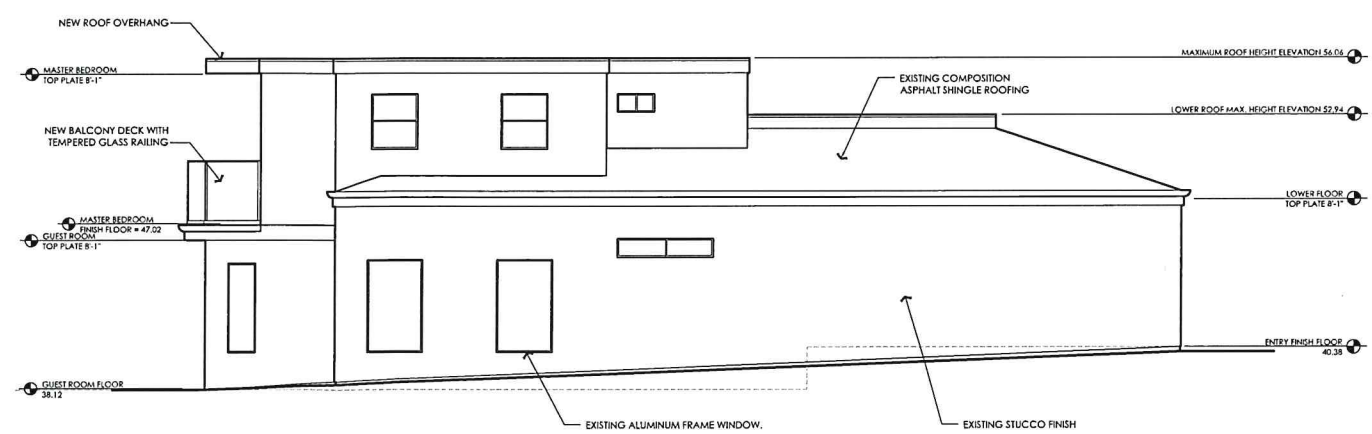 NEW ROOF OVERHANG
MASTER BEDROOM
TOP PLATE 8'-1"
NEW BALCONY DECK WITH
TEMPERED GLASS RAILING
MASTER BEDROOM
FINISH FLOOR = 47.02
GUEST ROOM
TOP PLATE 8'-1"
GUEST ROOM FLOOR
38.12
EXISTING COMPOSITION
ASPHALT SHINGLE ROOFING
MAXIMUM ROOF HEIGHT ELEVATION 56.06
LOWER ROOF MAX. HEIGHT ELEVATION 52.94
LOWER FLOOR
TOP PLATE 8'-1"
ENTRY FINISH FLOOR
40.38
EXISTING ALUMINUM FRAME WINDOW.
EXISTING STUCCO FINISH